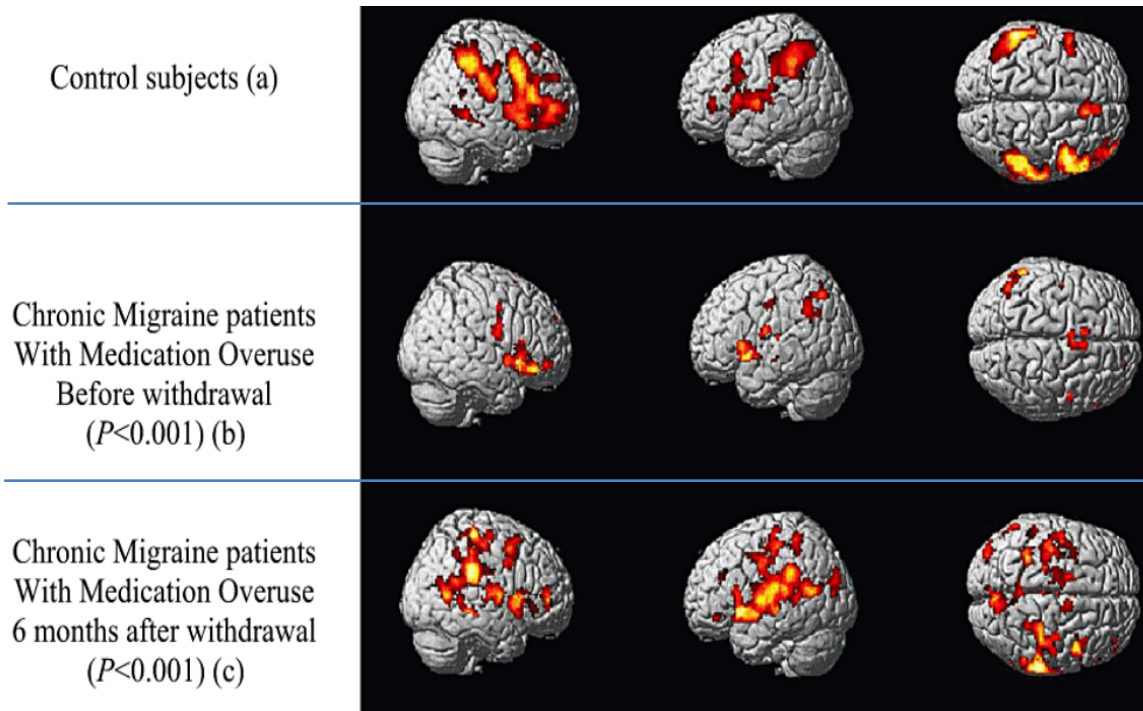 Control subjects (a)
Chronic Migraine patients
With Medication Overuse
Before withdrawal
(P<0.001) (b)
Chronic Migraine patients
With Medication Overuse
6 months after withdrawal
(P<0.001) (c)